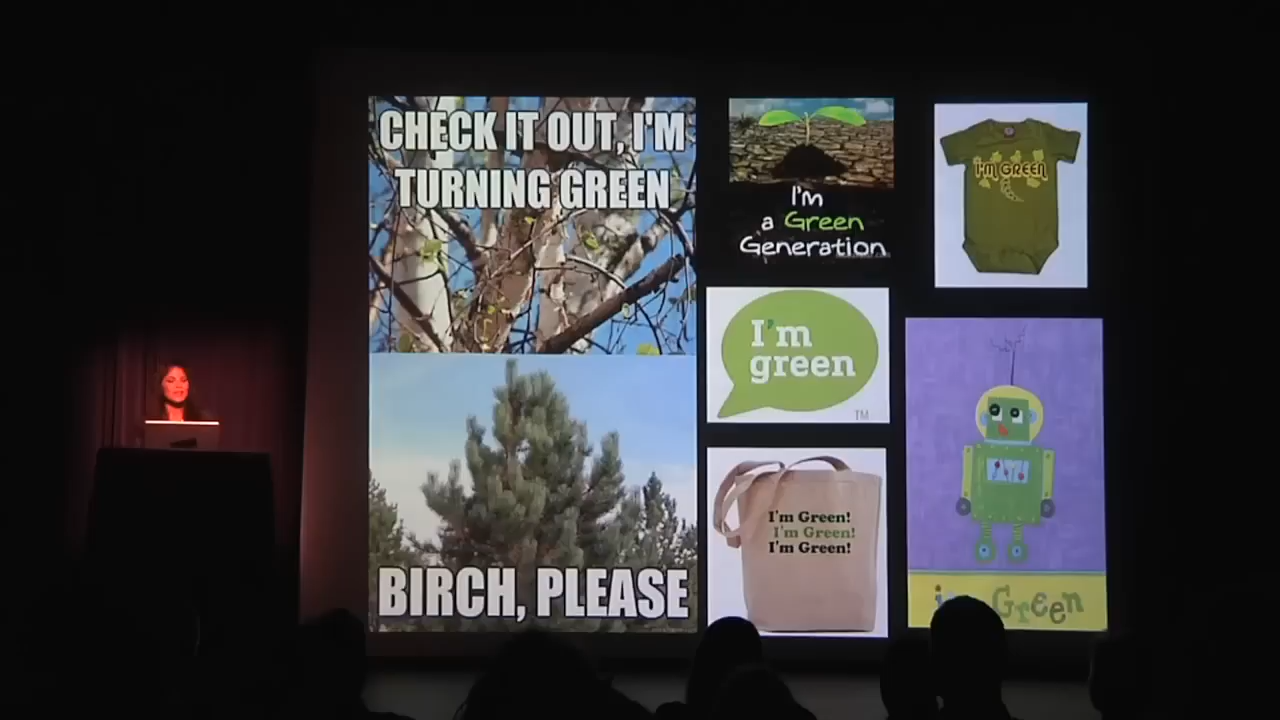 CHECK IT OUT, I'M
TURNING GREEN
BIRCH, PLEASE
I'm
a Green
Generation
I'm
green
TM
I'm Green!
I'm Green!
I'm Green!
I'M GREEN
Green